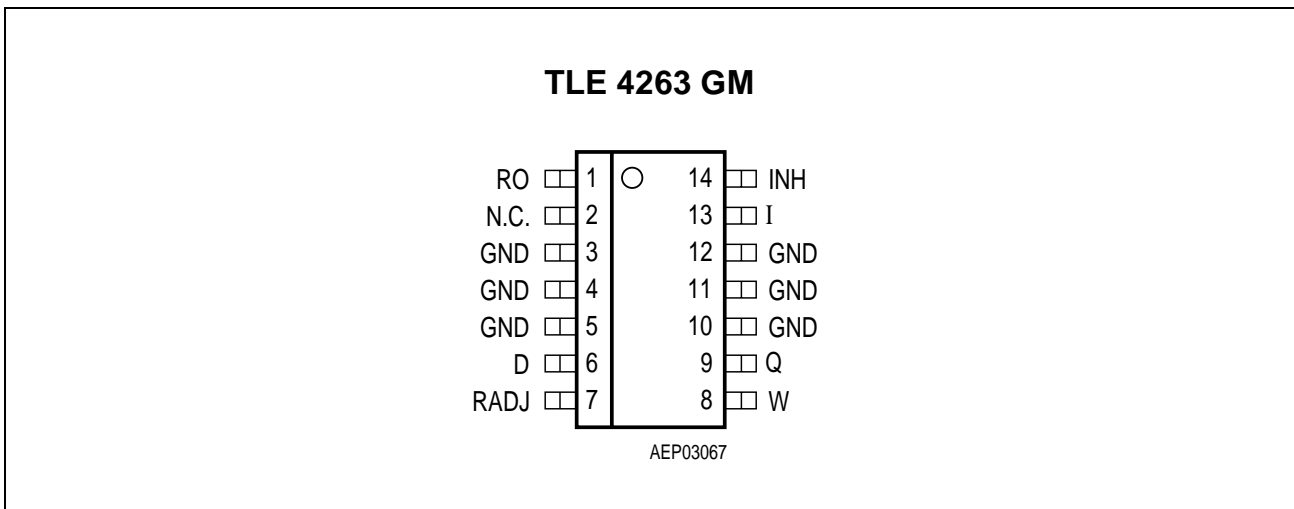 TLE 4263 GM
RO 1 14 INH
N.C. 2 13 I
GND 3 12 GND
GND 4 11 GND
GND 5 10 GND
D 6 9 Q
RADJ 7 8 W
AEP03067